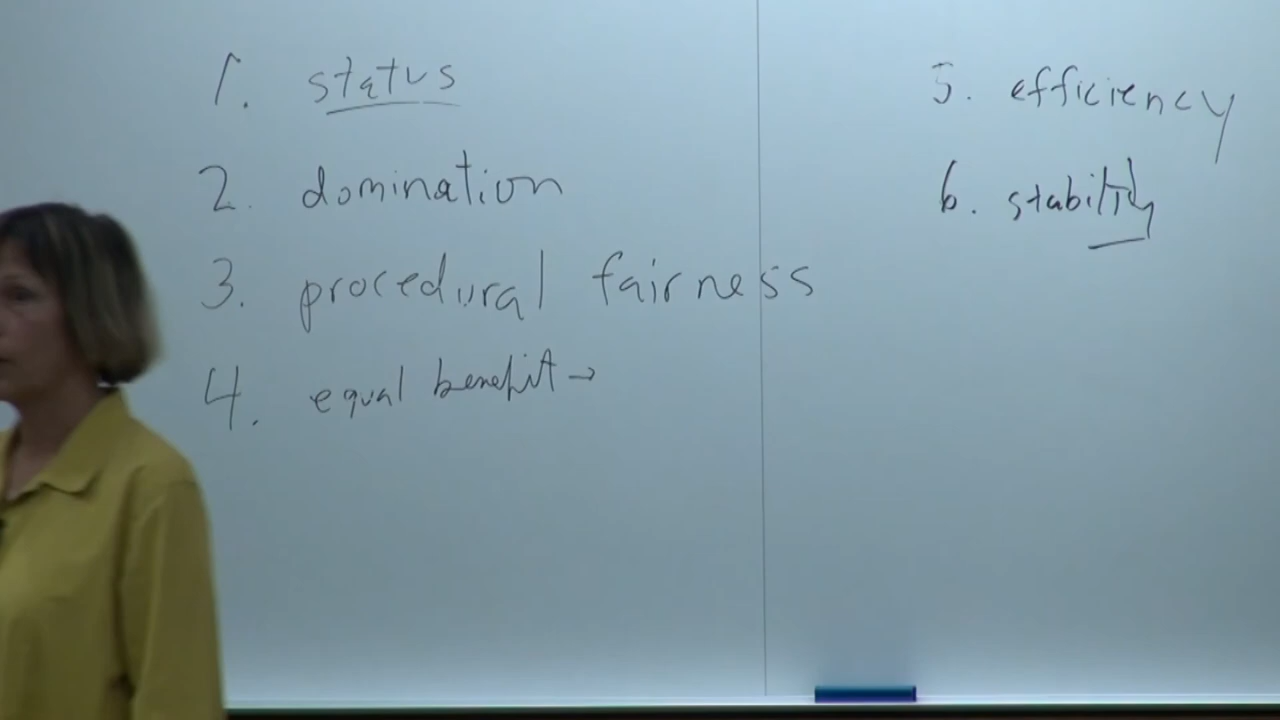 1. status
2. domination
3. procedural fairness
4. equal benefit →
5. efficiency
6. stability